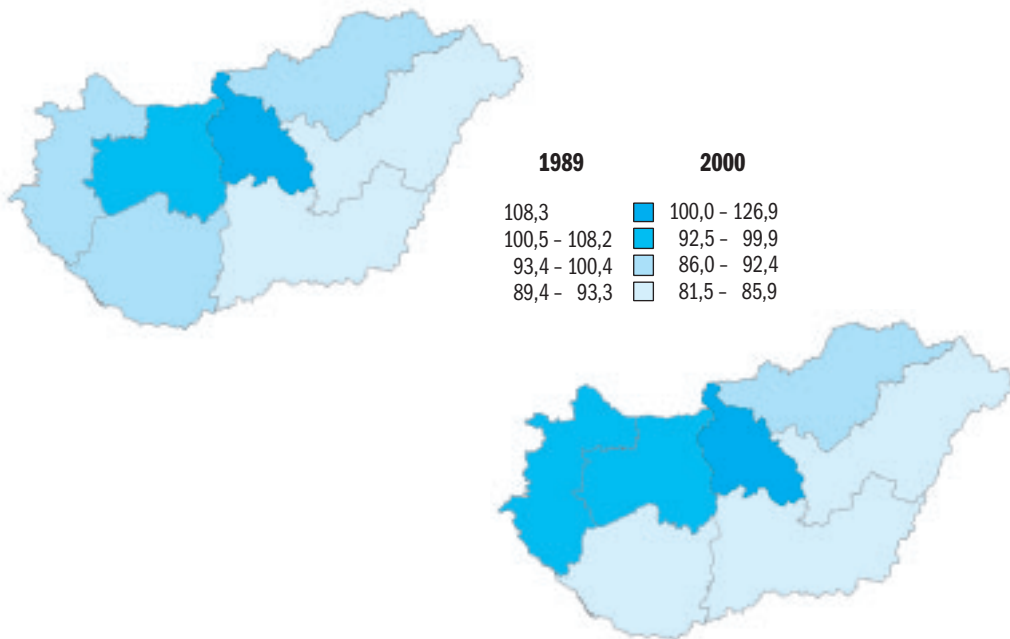 1989 2000
108,3 100,0 – 126,9
100,5 – 108,2 92,5 – 99,9
93,4 – 100,4 86,0 – 92,4
89,4 – 93,3 81,5 – 85,9